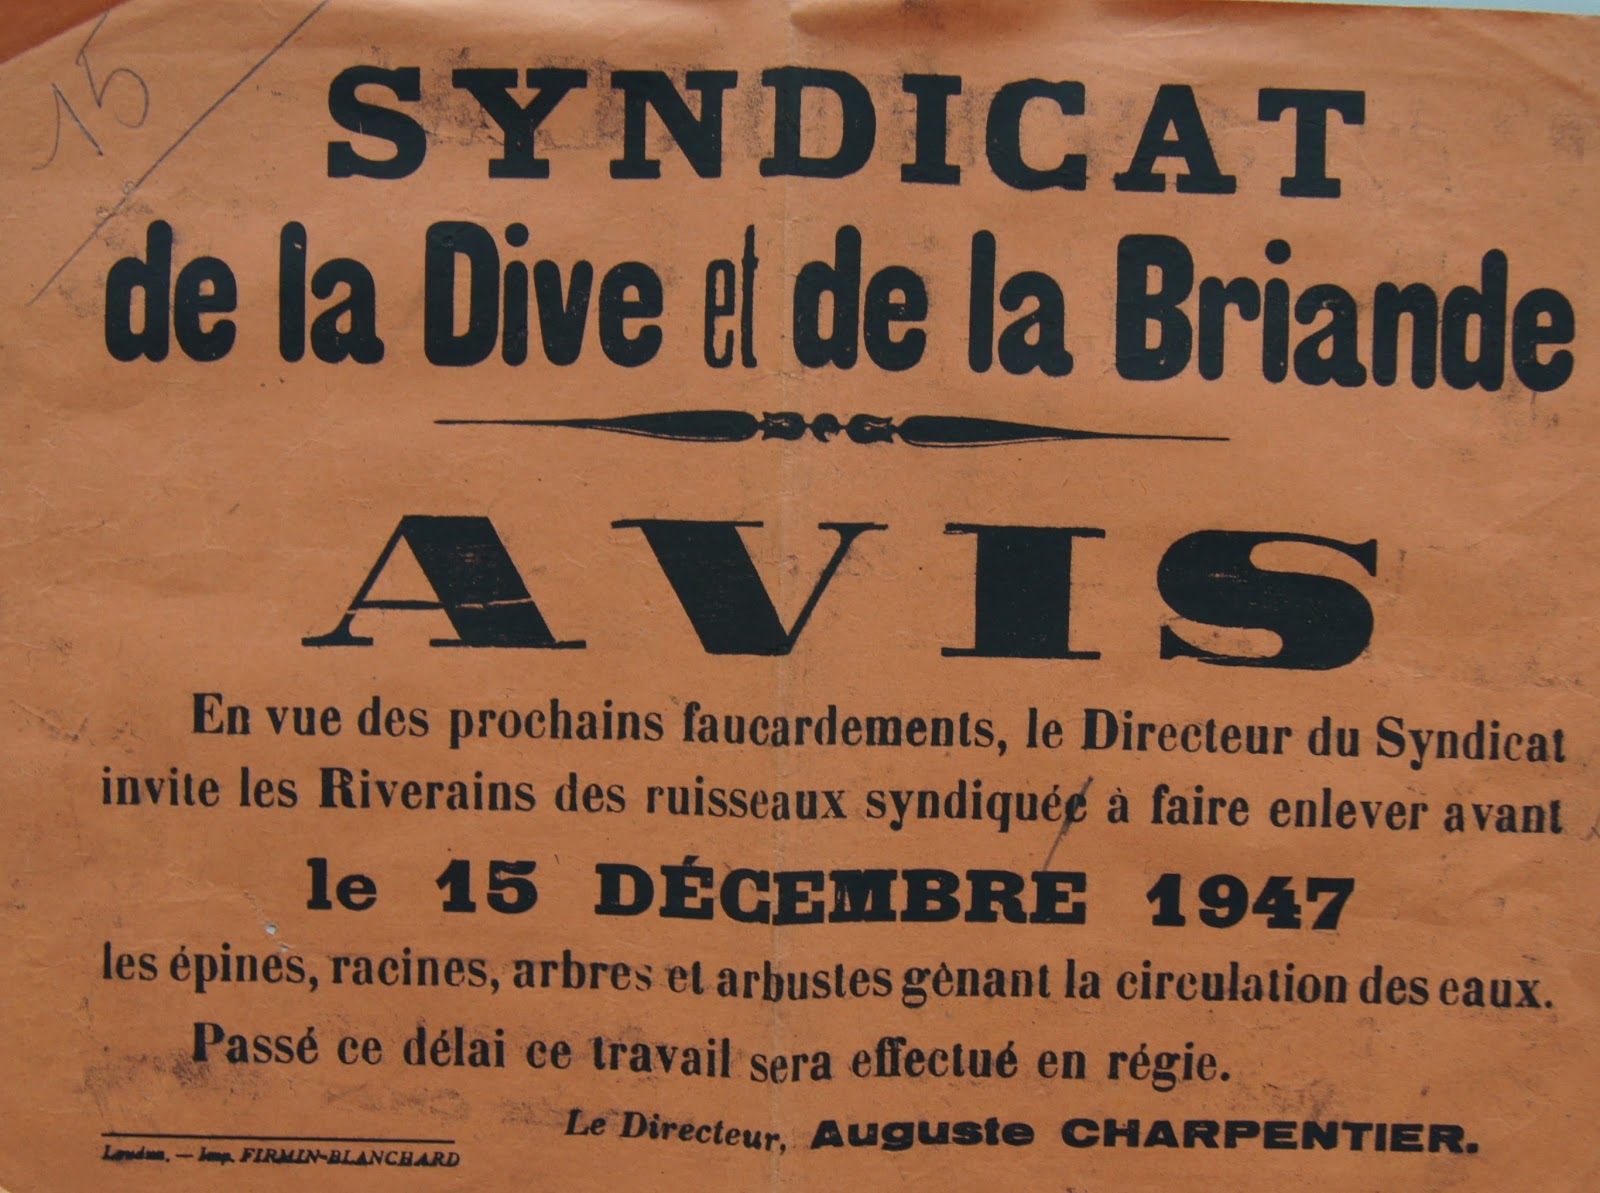 15
SYNDICAT
de la Dive et de la Briande
AVIS
En vue des prochains faucardements, le Directeur du Syndicat
invite les Riverains des ruisseaux syndiquée à faire enlever avant
le 15 DÉCEMBRE 1947
les épines, racines, arbres et arbustes gênant la circulation des eaux.
Passé ce délai ce travail sera effectué en régie.
Le Directeur, Auguste CHARPENTIER.
Loudun. — Imp. FIRMIN-BLANCHARD